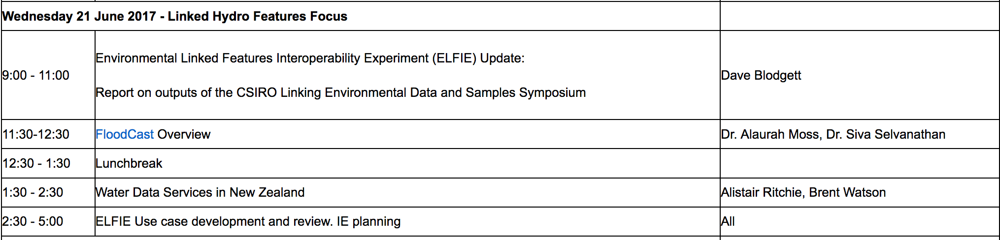 Wednesday 21 June 2017 - Linked Hydro Features Focus
9:00 - 11:00
Environmental Linked Features Interoperability Experiment (ELFIE) Update:
Report on outputs of the CSIRO Linking Environmental Data and Samples Symposium
Dave Blodgett
11:30-12:30 FloodCast Overview Dr. Alaurah Moss, Dr. Siva Selvanathan
12:30 - 1:30 Lunchbreak
1:30 - 2:30 Water Data Services in New Zealand Alistair Ritchie, Brent Watson
2:30 - 5:00 ELFIE Use case development and review. IE planning All